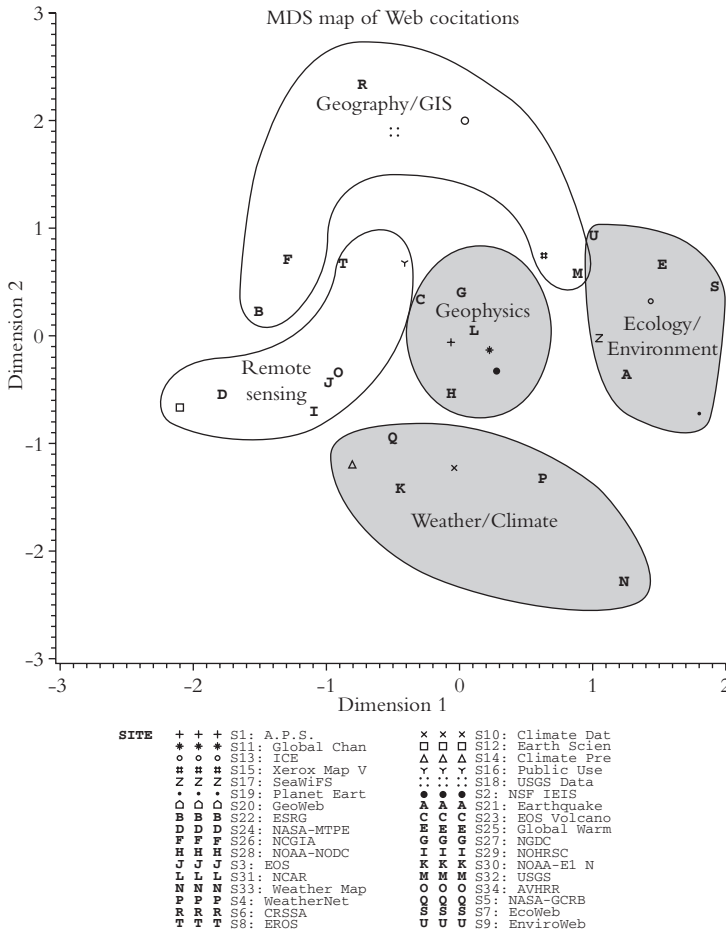 MDS map of Web cocitations
3
2
1
0
-1
-2
-3
Dimension 2
R
Geography/GIS
F
T
B
U
E
S
M
C
G
Geophysics
L
H
Ecology/
Environment
Z
A
Remote
sensing
D
J
O
I
Q
K
P
Weather/Climate
N
-3
-2
-1
0
1
2
Dimension 1
SITE
+ + + S1: A.P.S.
S11: Global Chan
S13: ICE
# # # S15: Xerox Map V
Z Z Z S17: SeaWiFS
S19: Planet Eart
S20: GeoWeb
B B B S22: ESRG
D D D S24: NASA-MTPE
F F F S26: NCGIA
H H H S28: NOAA-NODC
J J J S3: EOS
L L L S31: NCAR
N N N S33: Weather Map
P P P S4: WeatherNet
R R R S6: CRSSA
T T T S8: EROS
× × × S10: Climate Dat
S12: Earth Scien
S14: Climate Pre
Y Y Y S16: Public Use
S18: USGS Data
S2: NSF IEIS
A A A S21: Earthquake
C C C S23: EOS Volcano
E E E S25: Global Warm
G G G S27: NGDC
I I I S29: NOHRSC
K K K S30: NOAA-E1 N
M M M S32: USGS
O O O S34: AVHRR
Q Q Q S5: NASA-GCRB
S S S S7: EcoWeb
U U U S9: EnviroWeb